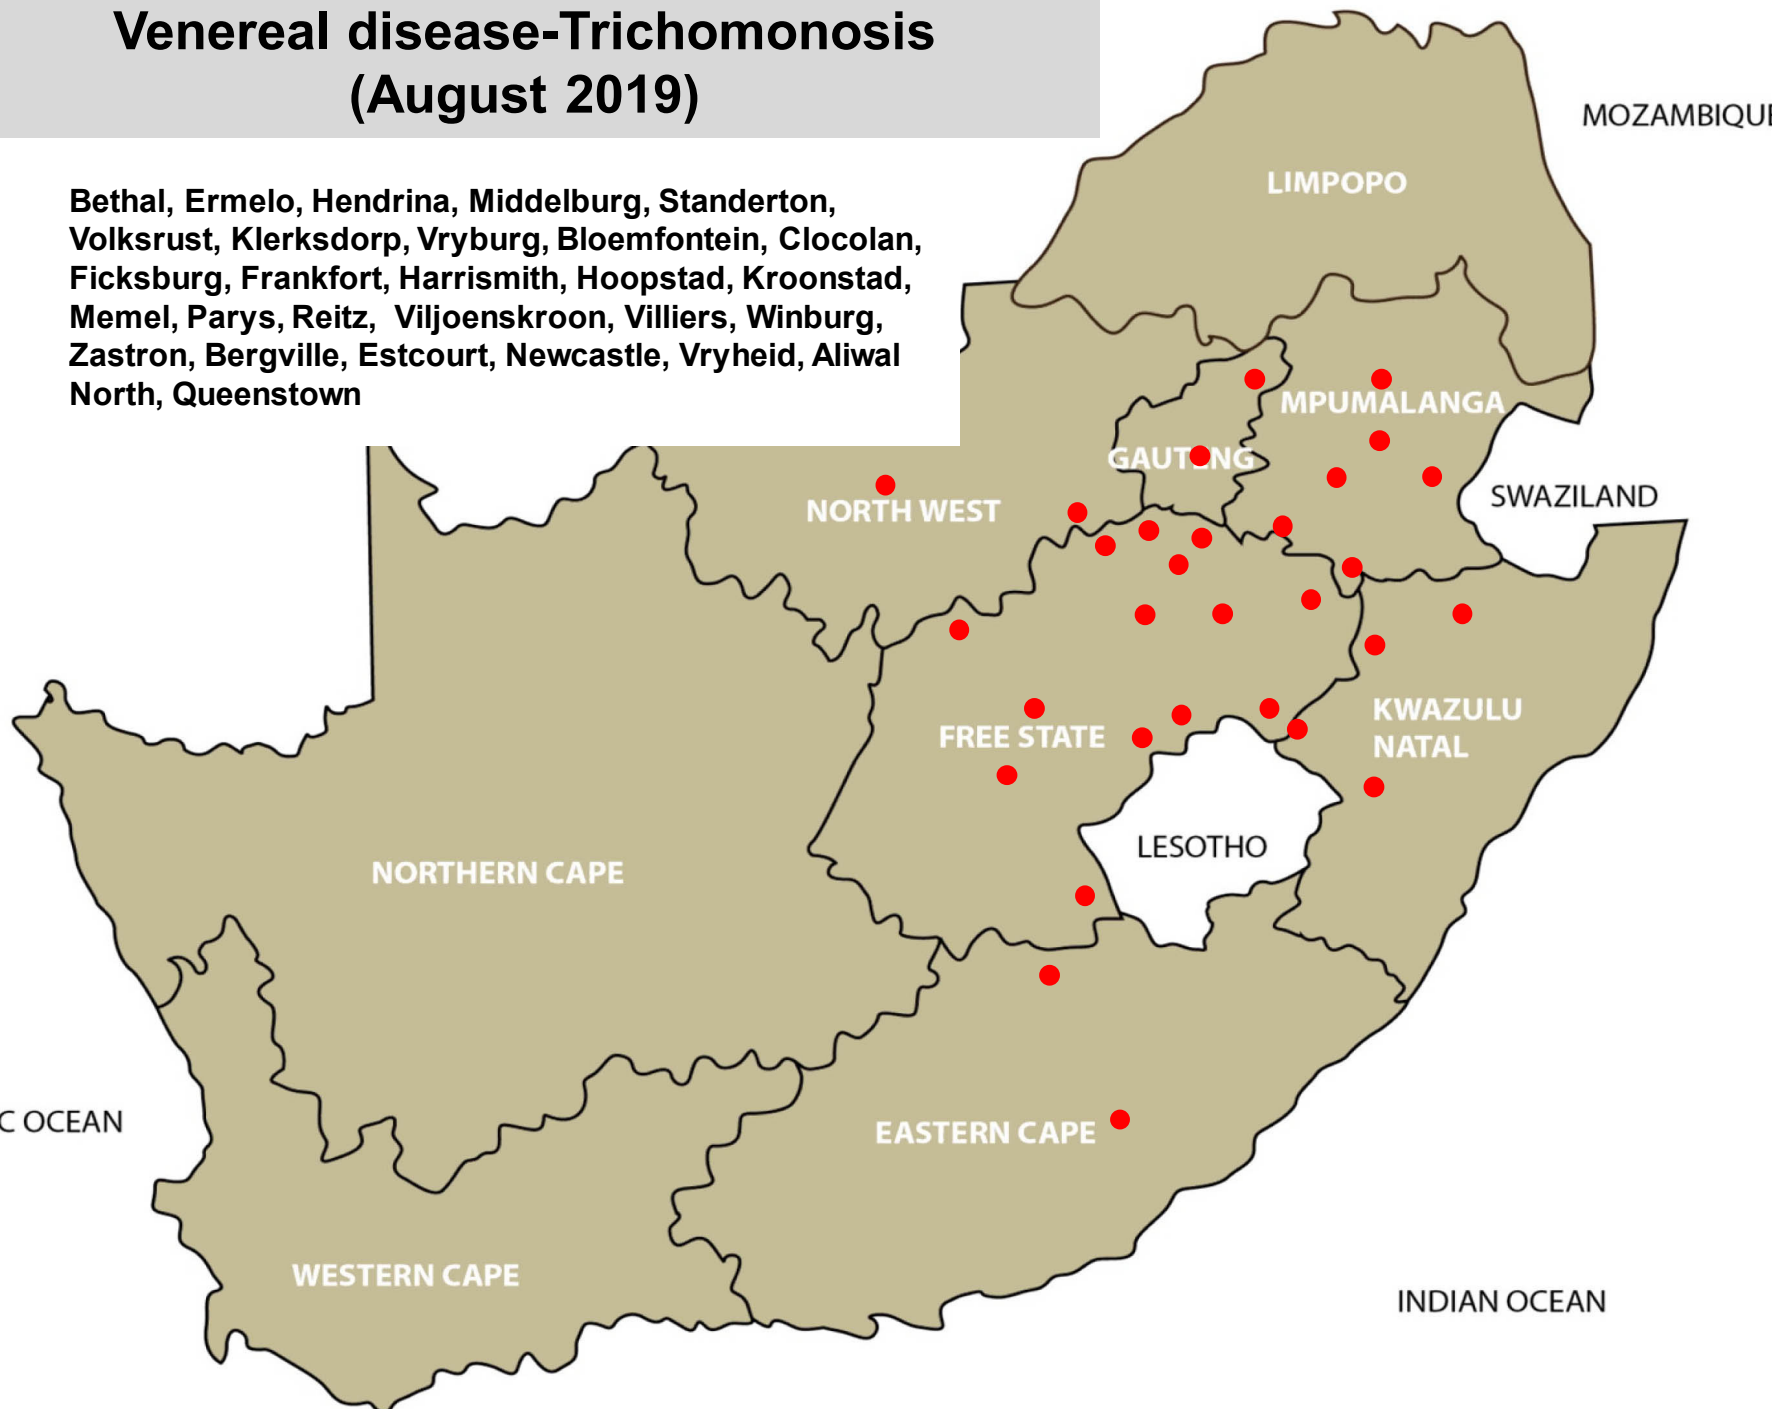 Venereal disease-Trichomonosis
(August 2019)
Bethal, Ermelo, Hendrina, Middelburg, Standerton,
Volksrust, Klerksdorp, Vryburg, Bloemfontein, Clocolan,
Ficksburg, Frankfort, Harrismith, Hoopstad, Kroonstad,
Memel, Parys, Reitz, Viljoenskroon, Villiers, Winburg,
Zastron, Bergville, Estcourt, Newcastle, Vryheid, Aliwal
North, Queenstown
MOZAMBIQUE
LIMPOPO
MPUMALANGA
GAUTENG
SWAZILAND
NORTH WEST
KWAZULU
NATAL
FREE STATE
LESOTHO
NORTHERN CAPE
C OCEAN
EASTERN CAPE
WESTERN CAPE
INDIAN OCEAN